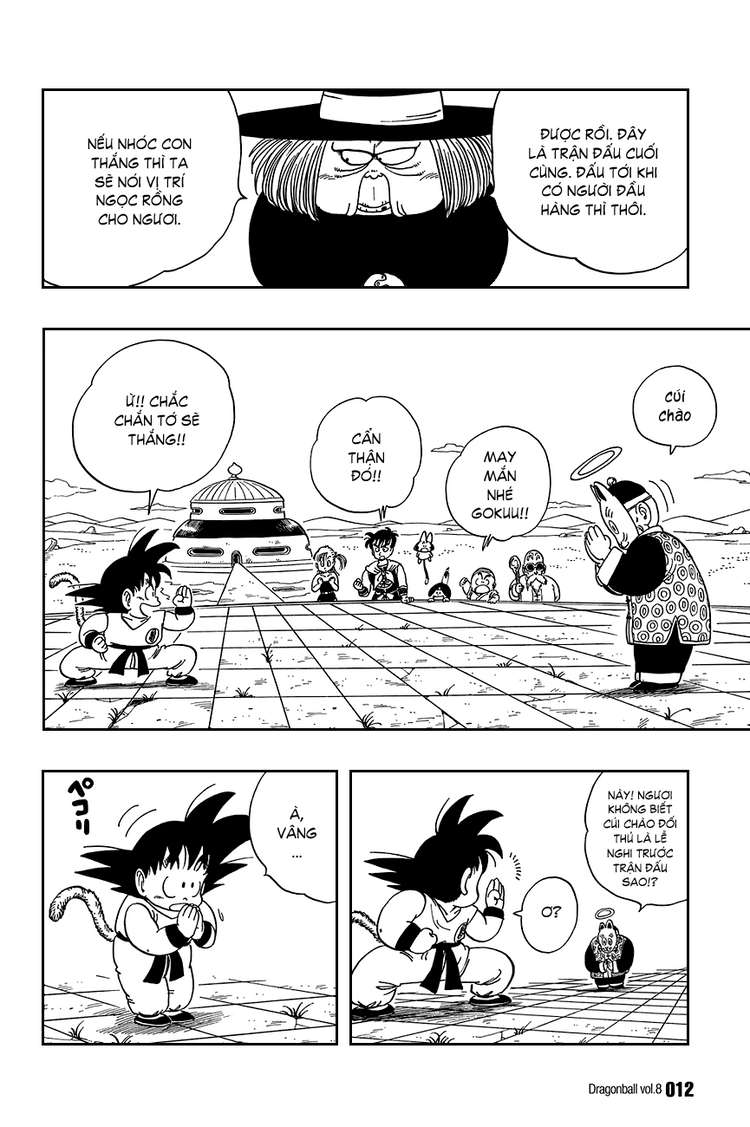 ĐƯỢC RỒI. ĐÂY
LÀ TRẬN ĐẤU CUỐI
CÙNG. ĐẤU TỚI KHI
CÓ NGƯỜI ĐẦU
HÀNG THÌ THÔI.
NẾU NHÓC CON
THẮNG THÌ TA
SẼ NÓI VỊ TRÍ
NGỌC RỒNG
CHO NGƯƠI.
CÚI
CHÀO
MAY
MẮN
NHÉ
GOKUU!!
CẨN
THẬN
ĐÓ!!
Ừ!! CHẮC
CHẮN TỚ SẼ
THẮNG!!
NÀY! NGƯƠI
KHÔNG BIẾT
CÚI CHÀO ĐỐI
THỦ LÀ LỄ
NGHI TRƯỚC
TRẬN ĐẤU
SAO!?
Ơ?
À,
VÂNG
...
ペコリ
Dragonball vol.8 012